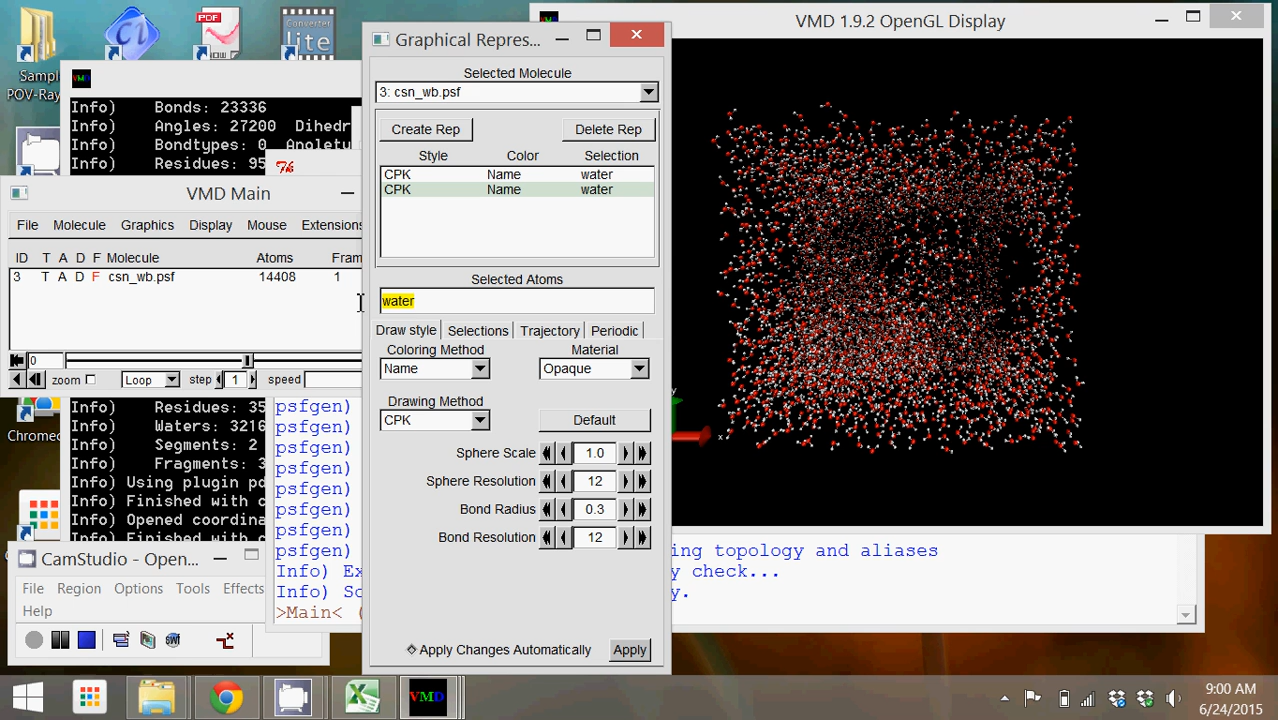 Sampl
POV-Ray
PDF
NOW
Converter
lite
VMD 1.9.2 OpenGL Display
Graphical Repres...
Selected Molecule
3: csn_wb.psf
Create Rep
Delete Rep
Style Color Selection
CPK Name water
CPK Name water
Selected Atoms
water
Draw style Selections Trajectory Periodic
Coloring Method Material
Name Opaque
Drawing Method
CPK Default
Sphere Scale 1.0
Sphere Resolution 12
Bond Radius 0.3
Bond Resolution 12
Apply Changes Automatically Apply
Info) Bonds: 23336
Info) Angles: 27200 Dihedr
Info) Bondtypes: 0 Anglety
Info) Residues: 95
VMD Main
File Molecule Graphics Display Mouse Extensions
ID T A D F Molecule Atoms Fram
3 T A D F csn_wb.psf 14408 1
0
zoom Loop step 1 speed
Chromec
Info) Residues: 35
Info) Waters: 3216
Info) Segments: 2
Info) Fragments: 3
Info) Using plugin pd
Info) Finished with c
Info) Opened coordina
Info) Finished with c
psfgen)
psfgen)
psfgen)
psfgen)
psfgen)
psfgen)
psfgen)
psfgen) ing topology and aliases
Info) Ex y check...
Info) Sc y.
>Main< (
y
x
CamStudio - Open...
File Region Options Tools Effects
Help
VMD
9:00 AM
6/24/2015